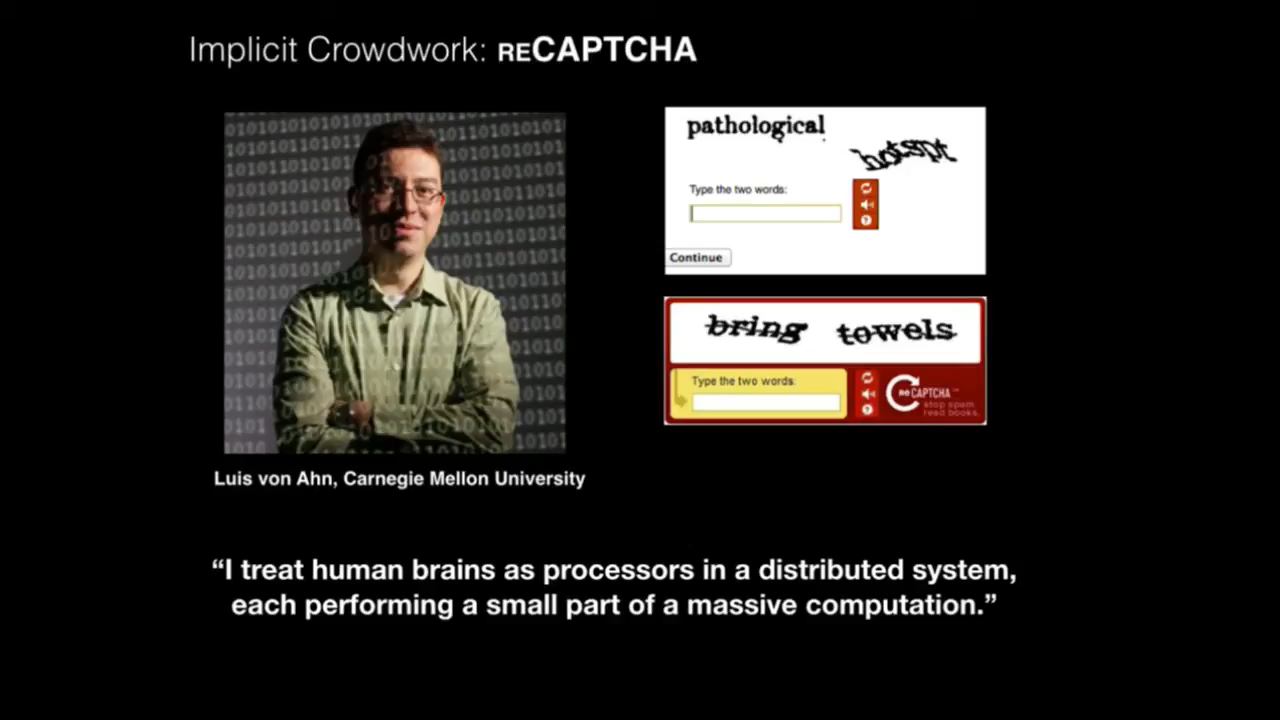 Implicit Crowdwork: reCAPTCHA
pathological hotspt
Type the two words:
Continue
bring towels
Type the two words:
reCAPTCHA™
stop spam.
read books.
Luis von Ahn, Carnegie Mellon University
“I treat human brains as processors in a distributed system,
each performing a small part of a massive computation.”